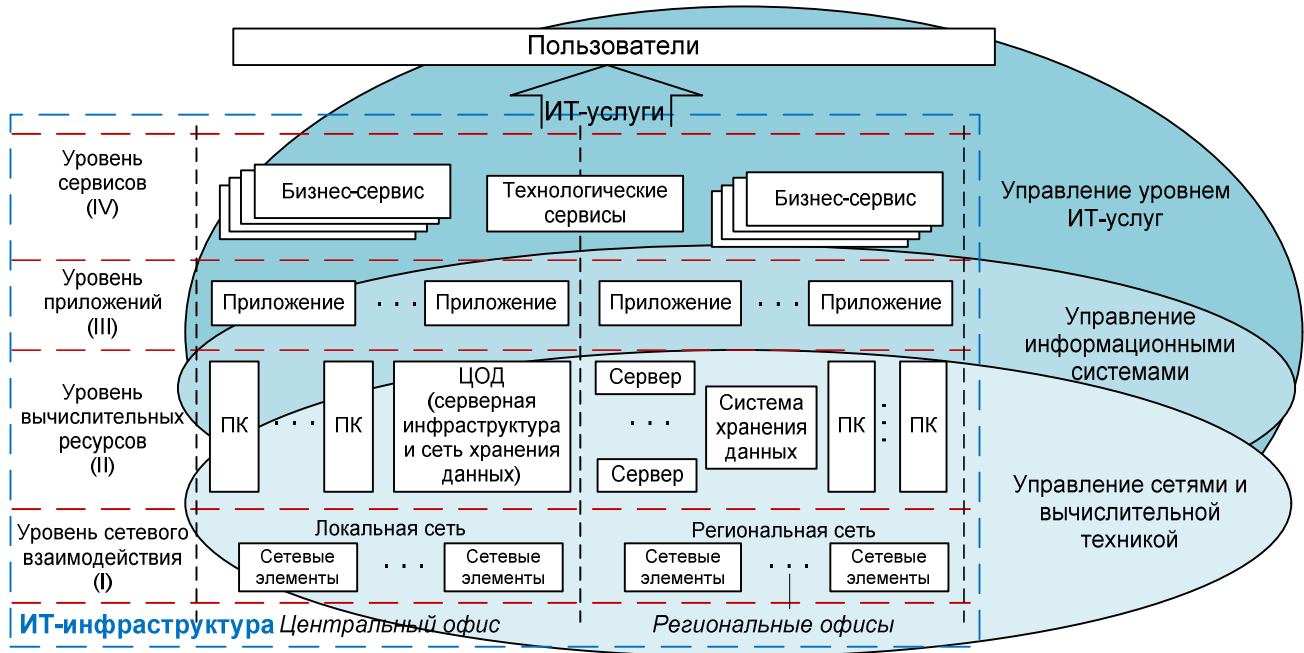 Пользователи
ИТ-услуги
Уровень
сервисов
(IV)
Бизнес-сервис
Технологические
сервисы
Бизнес-сервис
Управление уровнем
ИТ-услуг
Уровень
приложений
(III)
Приложение
. . .
Приложение
Приложение
. . .
Приложение
Управление
информационными
системами
Уровень
вычислительных
ресурсов
(II)
ПК
. . .
ПК
ЦОД
(серверная
инфраструктура
и сеть хранения
данных)
Сервер
. . .
Сервер
Система
хранения
данных
ПК
. . .
ПК
Управление сетями и
вычислительной
техникой
Уровень сетевого
взаимодействия
(I)
Локальная сеть
Сетевые
элементы
. . .
Сетевые
элементы
Региональная сеть
Сетевые
элементы
. . .
Сетевые
элементы
ИТ-инфраструктура
Центральный офис
Региональные офисы